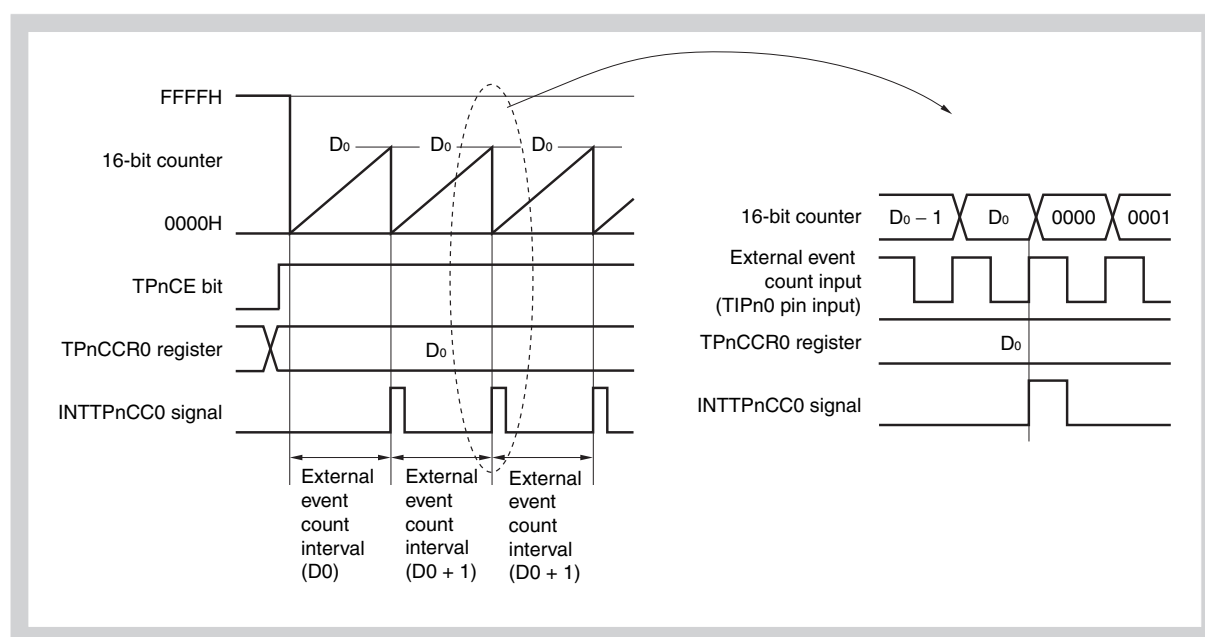 FFFFH
16-bit counter
0000H
D0
D0
D0
TPnCE bit
TPnCCR0 register
D0
INTTPnCC0 signal
External
event
count
interval
(D0)
External
event
count
interval
(D0 + 1)
External
event
count
interval
(D0 + 1)
16-bit counter
D0 – 1
D0
0000
0001
External event
count input
(TIPn0 pin input)
TPnCCR0 register
D0
INTTPnCC0 signal